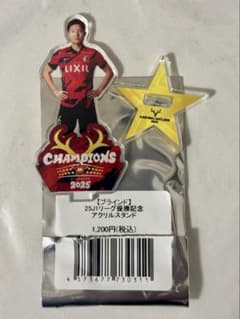 LIXIL
CHAMPIONS
2025
【ブラインド】
25J1リーグ優勝記念
アクリルスタンド
1,200円(税込)